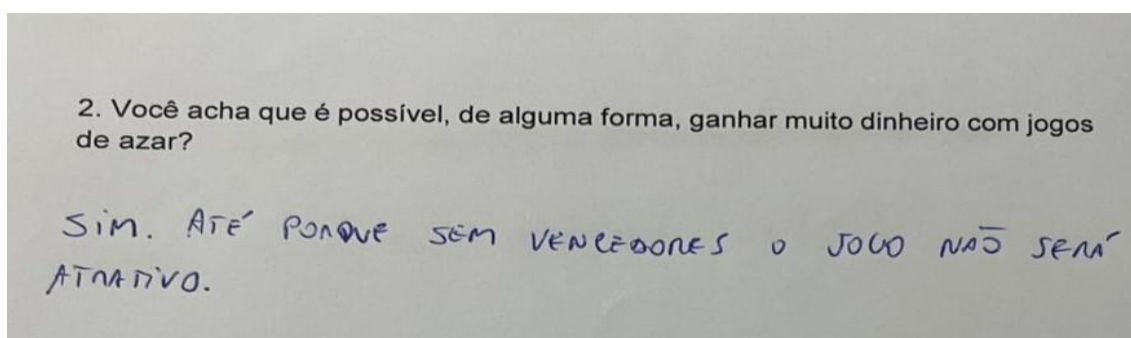 2. Você acha que é possível, de alguma forma, ganhar muito dinheiro com jogos
de azar?
SIM. ATÉ PORQUE SEM VENCEDORES O JOGO NÃO SERÁ
ATRATIVO.